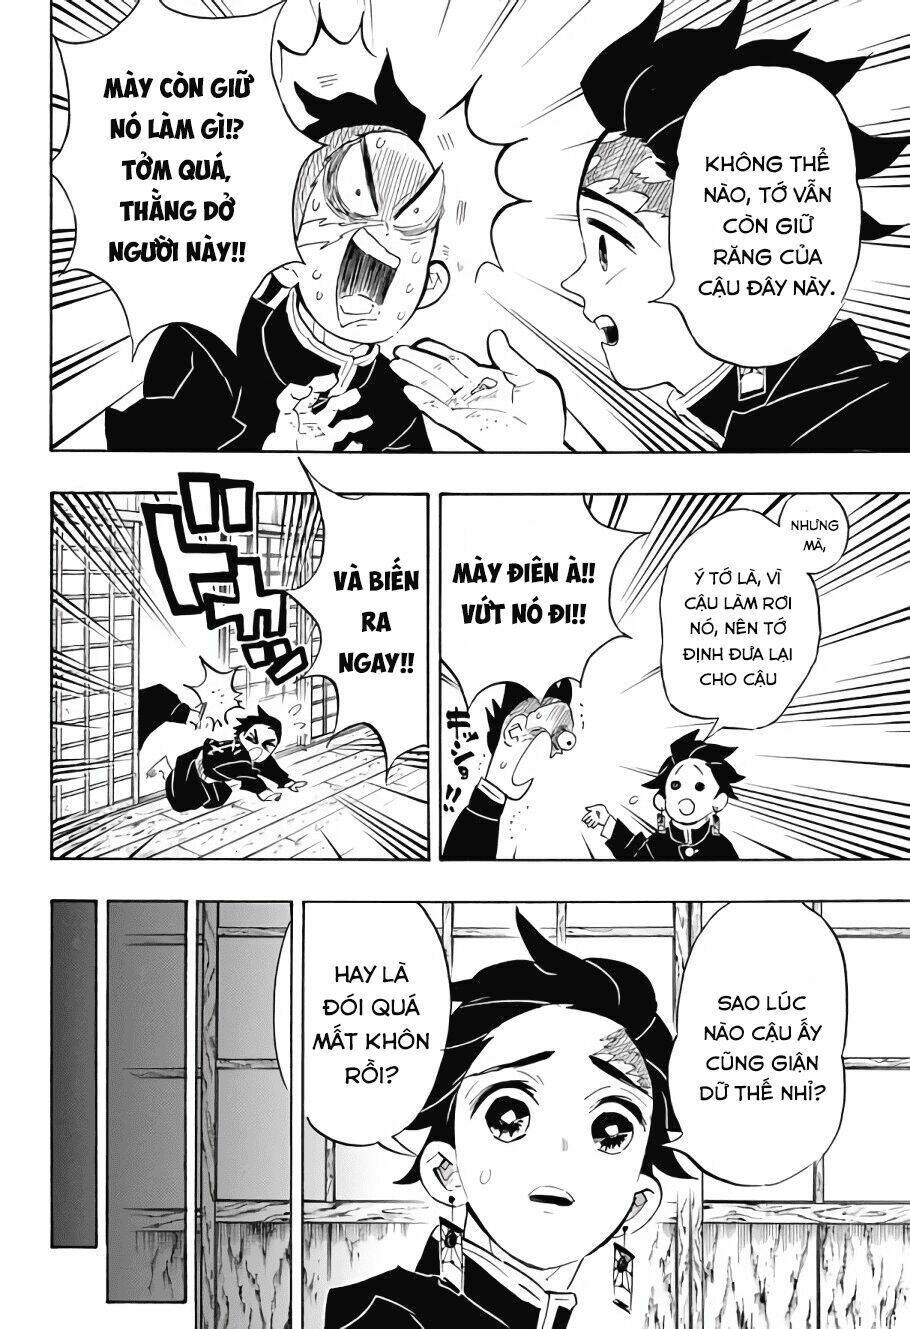 KHÔNG THỂ
NÀO, TỚ VẪN
CÒN GIỮ
RĂNG CỦA
CẬU ĐÂY NÀY.
MÀY CÒN GIỮ
NÓ LÀM GÌ!?
TỞM QUÁ,
THẰNG DỞ
NGƯỜI NÀY!!
NHƯNG
MÀ,
Ý TỚ LÀ, VÌ
CẬU LÀM RƠI
NÓ, NÊN TỚ
ĐỊNH ĐƯA LẠI
CHO CẬU
MÀY ĐIÊN À!!
VỨT NÓ ĐI!!
VÀ BIẾN
RA
NGAY!!
SAO LÚC
NÀO CẬU ẤY
CŨNG GIẬN
DỮ THẾ NHỈ?
HAY LÀ
ĐÓI QUÁ
MẤT KHÔN
RỒI?